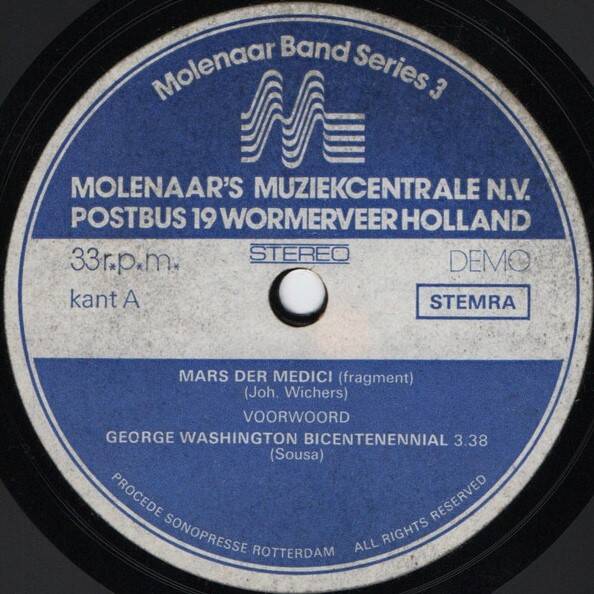 Molenaar Band Series 3
MOLENAAR'S MUZIEKCENTRALE N.V.
POSTBUS 19 WORMERVEER HOLLAND
33r.p.m. STEREO DEMO
kant A STEMRA
MARS DER MEDICI (fragment)
(Joh. Wichers)
VOORWOORD
GEORGE WASHINGTON BICENTENENNIAL 3.38
(Sousa)
PROCEDE SONOPRESSE ROTTERDAM ALL RIGHTS RESERVED